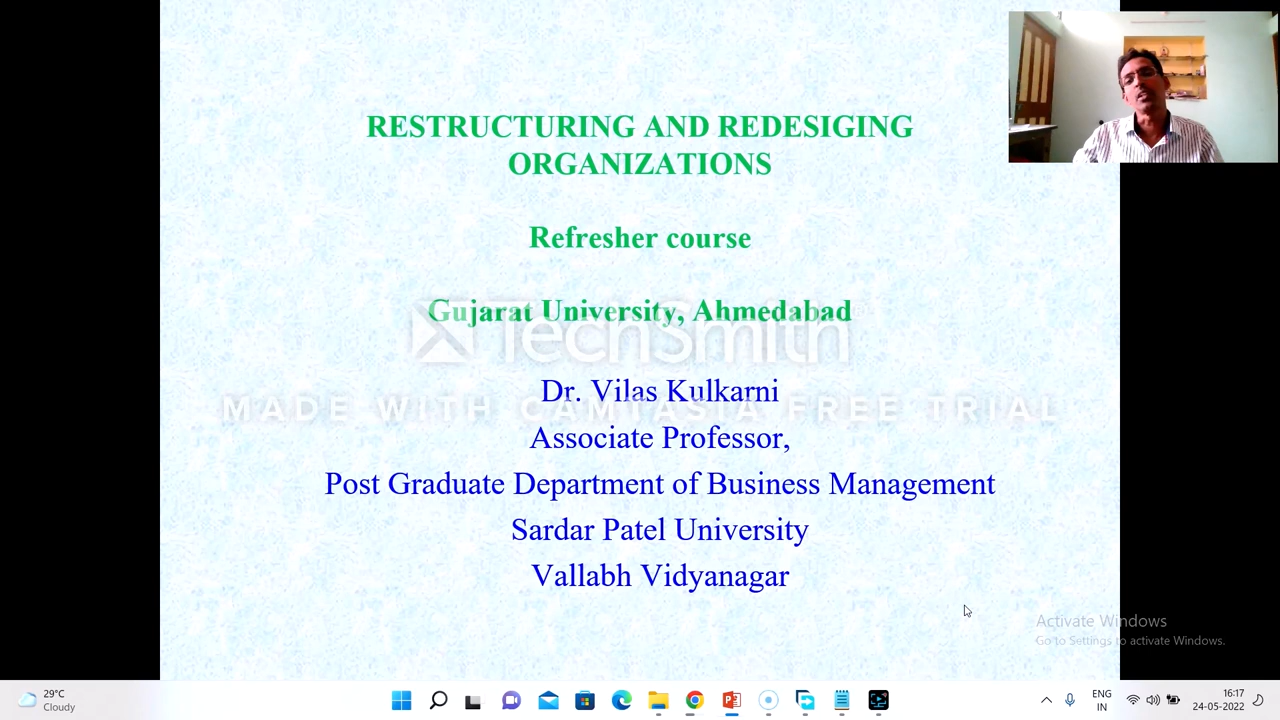 RESTRUCTURING AND REDESIGING
ORGANIZATIONS
Refresher course
Gujarat University, Ahmedabad
TechSmith
Dr. Vilas Kulkarni
MADE WITH CAMTASIA FREE TRIAL
Associate Professor,
Post Graduate Department of Business Management
Sardar Patel University
Vallabh Vidyanagar
Activate Windows
Go to Settings to activate Windows.
29°C
Cloudy
ENG
IN
16:17
24-05-2022